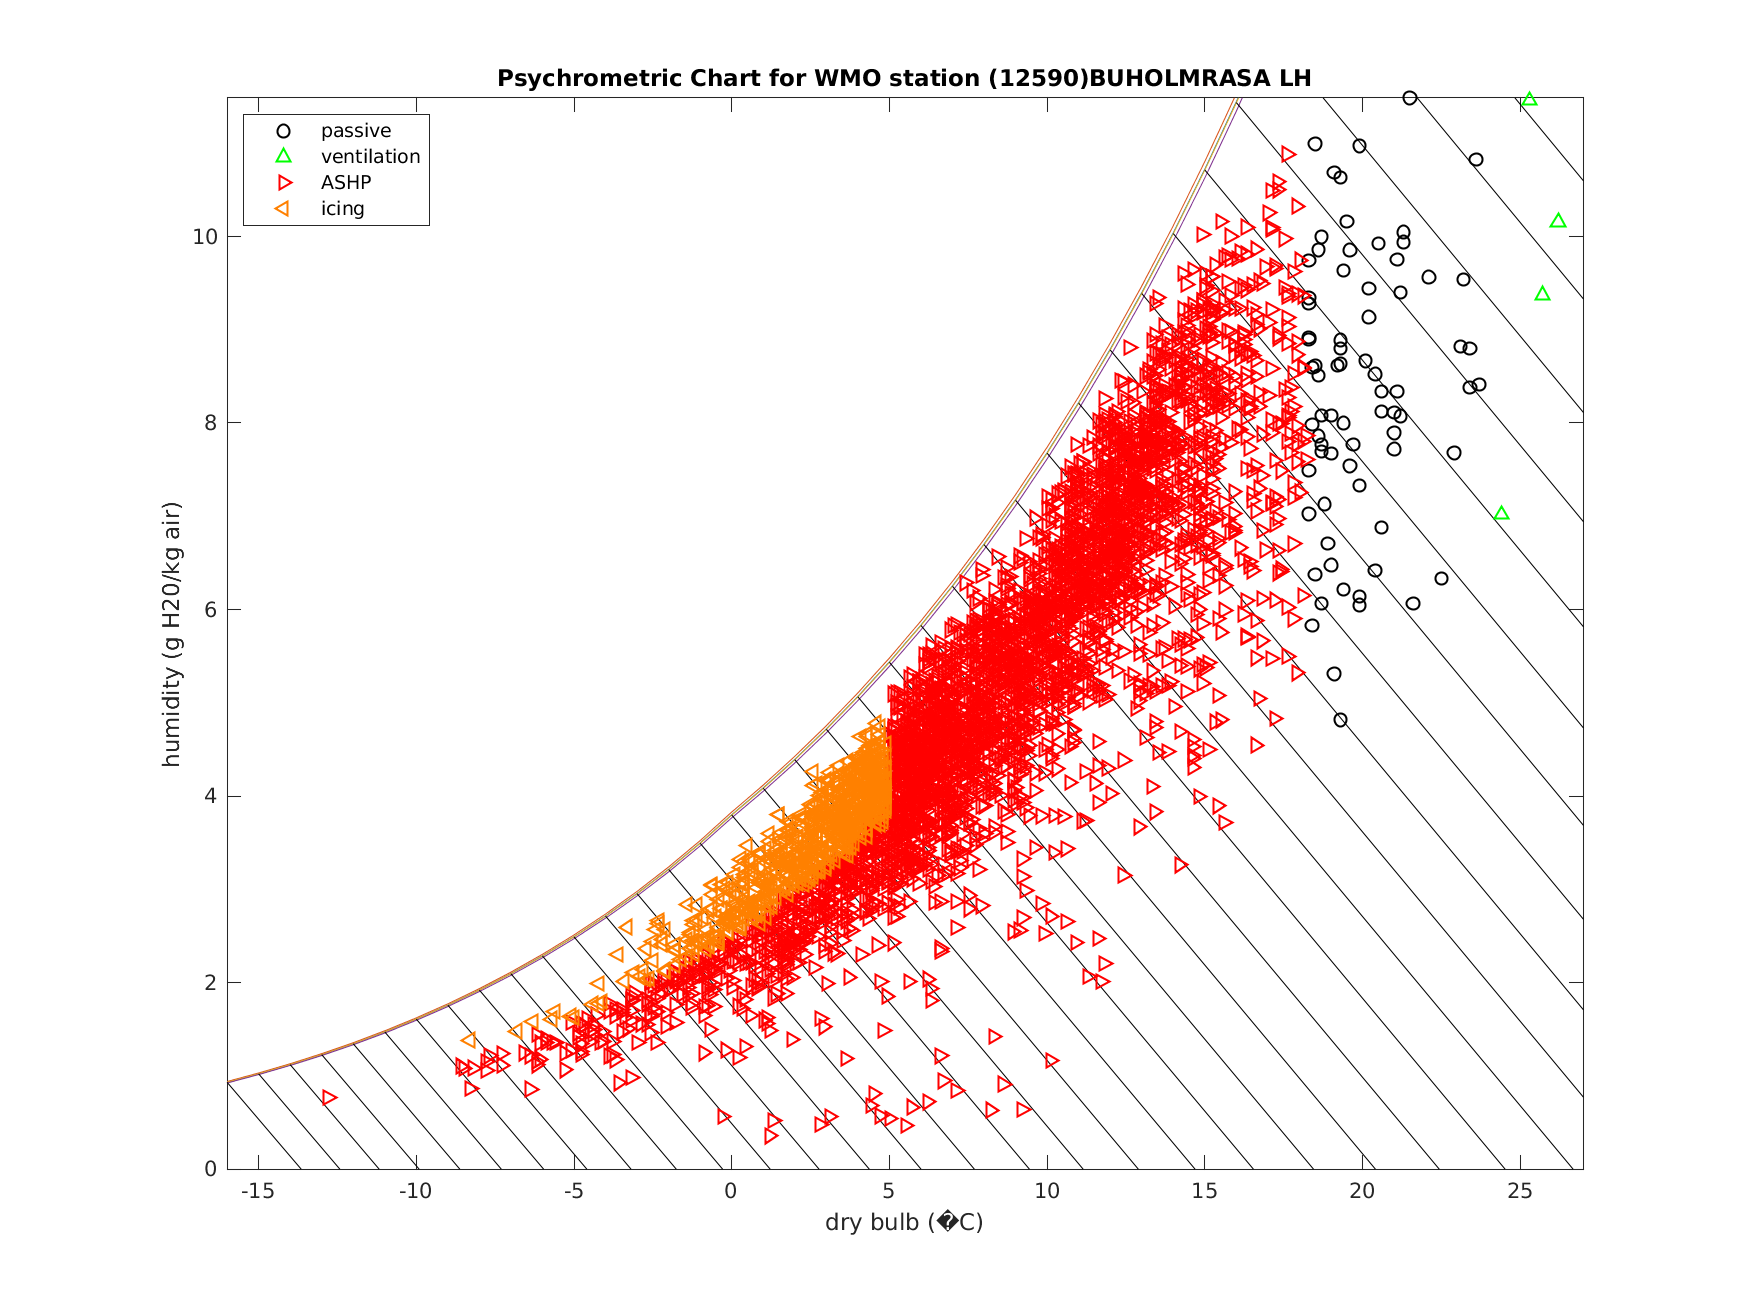 Psychrometric Chart for WMO station (12590)BUHOLMRASA LH
passive
ventilation
ASHP
icing
humidity (g H20/kg air)
10
8
6
4
2
0
-15 -10 -5 0 5 10 15 20 25
dry bulb (�C)